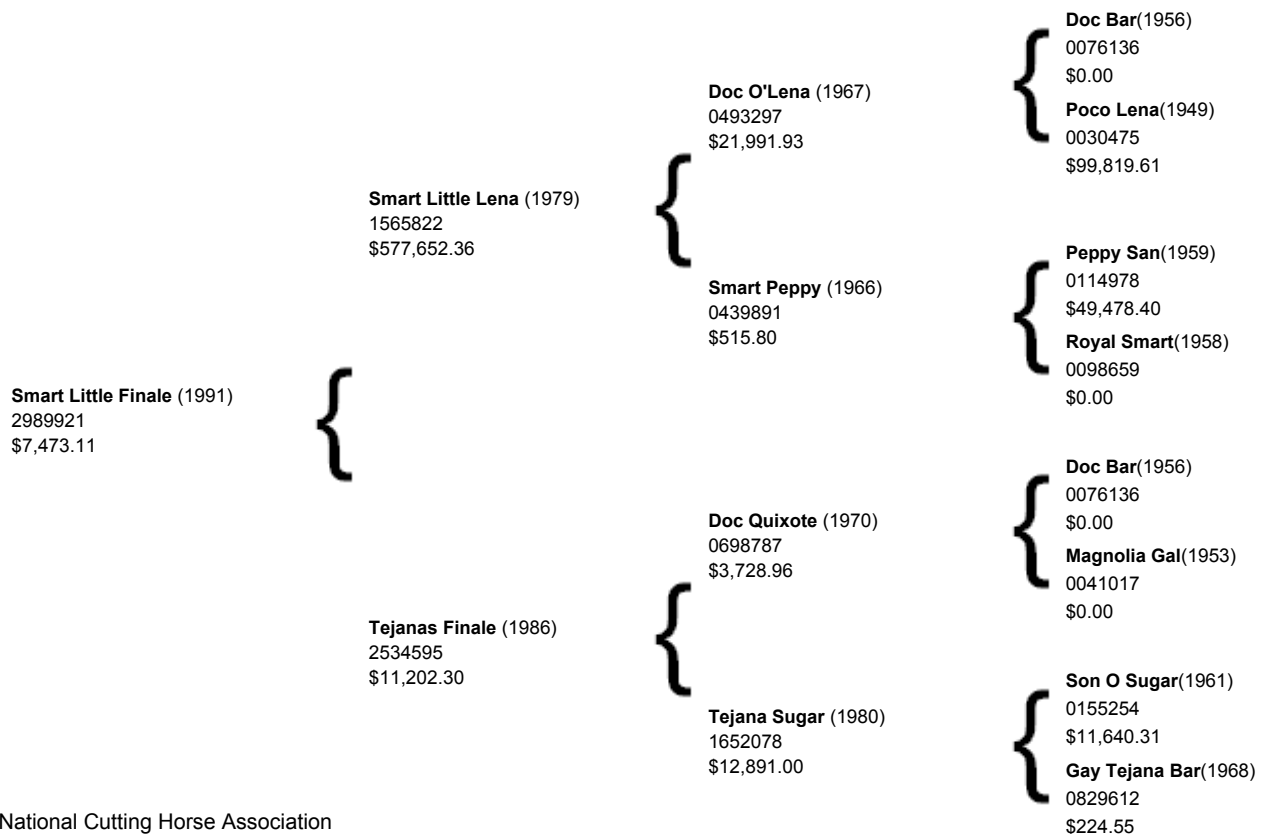 Smart Little Finale (1991)
2989921
$7,473.11
Smart Little Lena (1979)
1565822
$577,652.36
Tejanas Finale (1986)
2534595
$11,202.30
Doc O'Lena (1967)
0493297
$21,991.93
Smart Peppy (1966)
0439891
$515.80
Doc Quixote (1970)
0698787
$3,728.96
Tejana Sugar (1980)
1652078
$12,891.00
Doc Bar(1956)
0076136
$0.00
Poco Lena(1949)
0030475
$99,819.61
Peppy San(1959)
0114978
$49,478.40
Royal Smart(1958)
0098659
$0.00
Doc Bar(1956)
0076136
$0.00
Magnolia Gal(1953)
0041017
$0.00
Son O Sugar(1961)
0155254
$11,640.31
Gay Tejana Bar(1968)
0829612
$224.55
National Cutting Horse Association